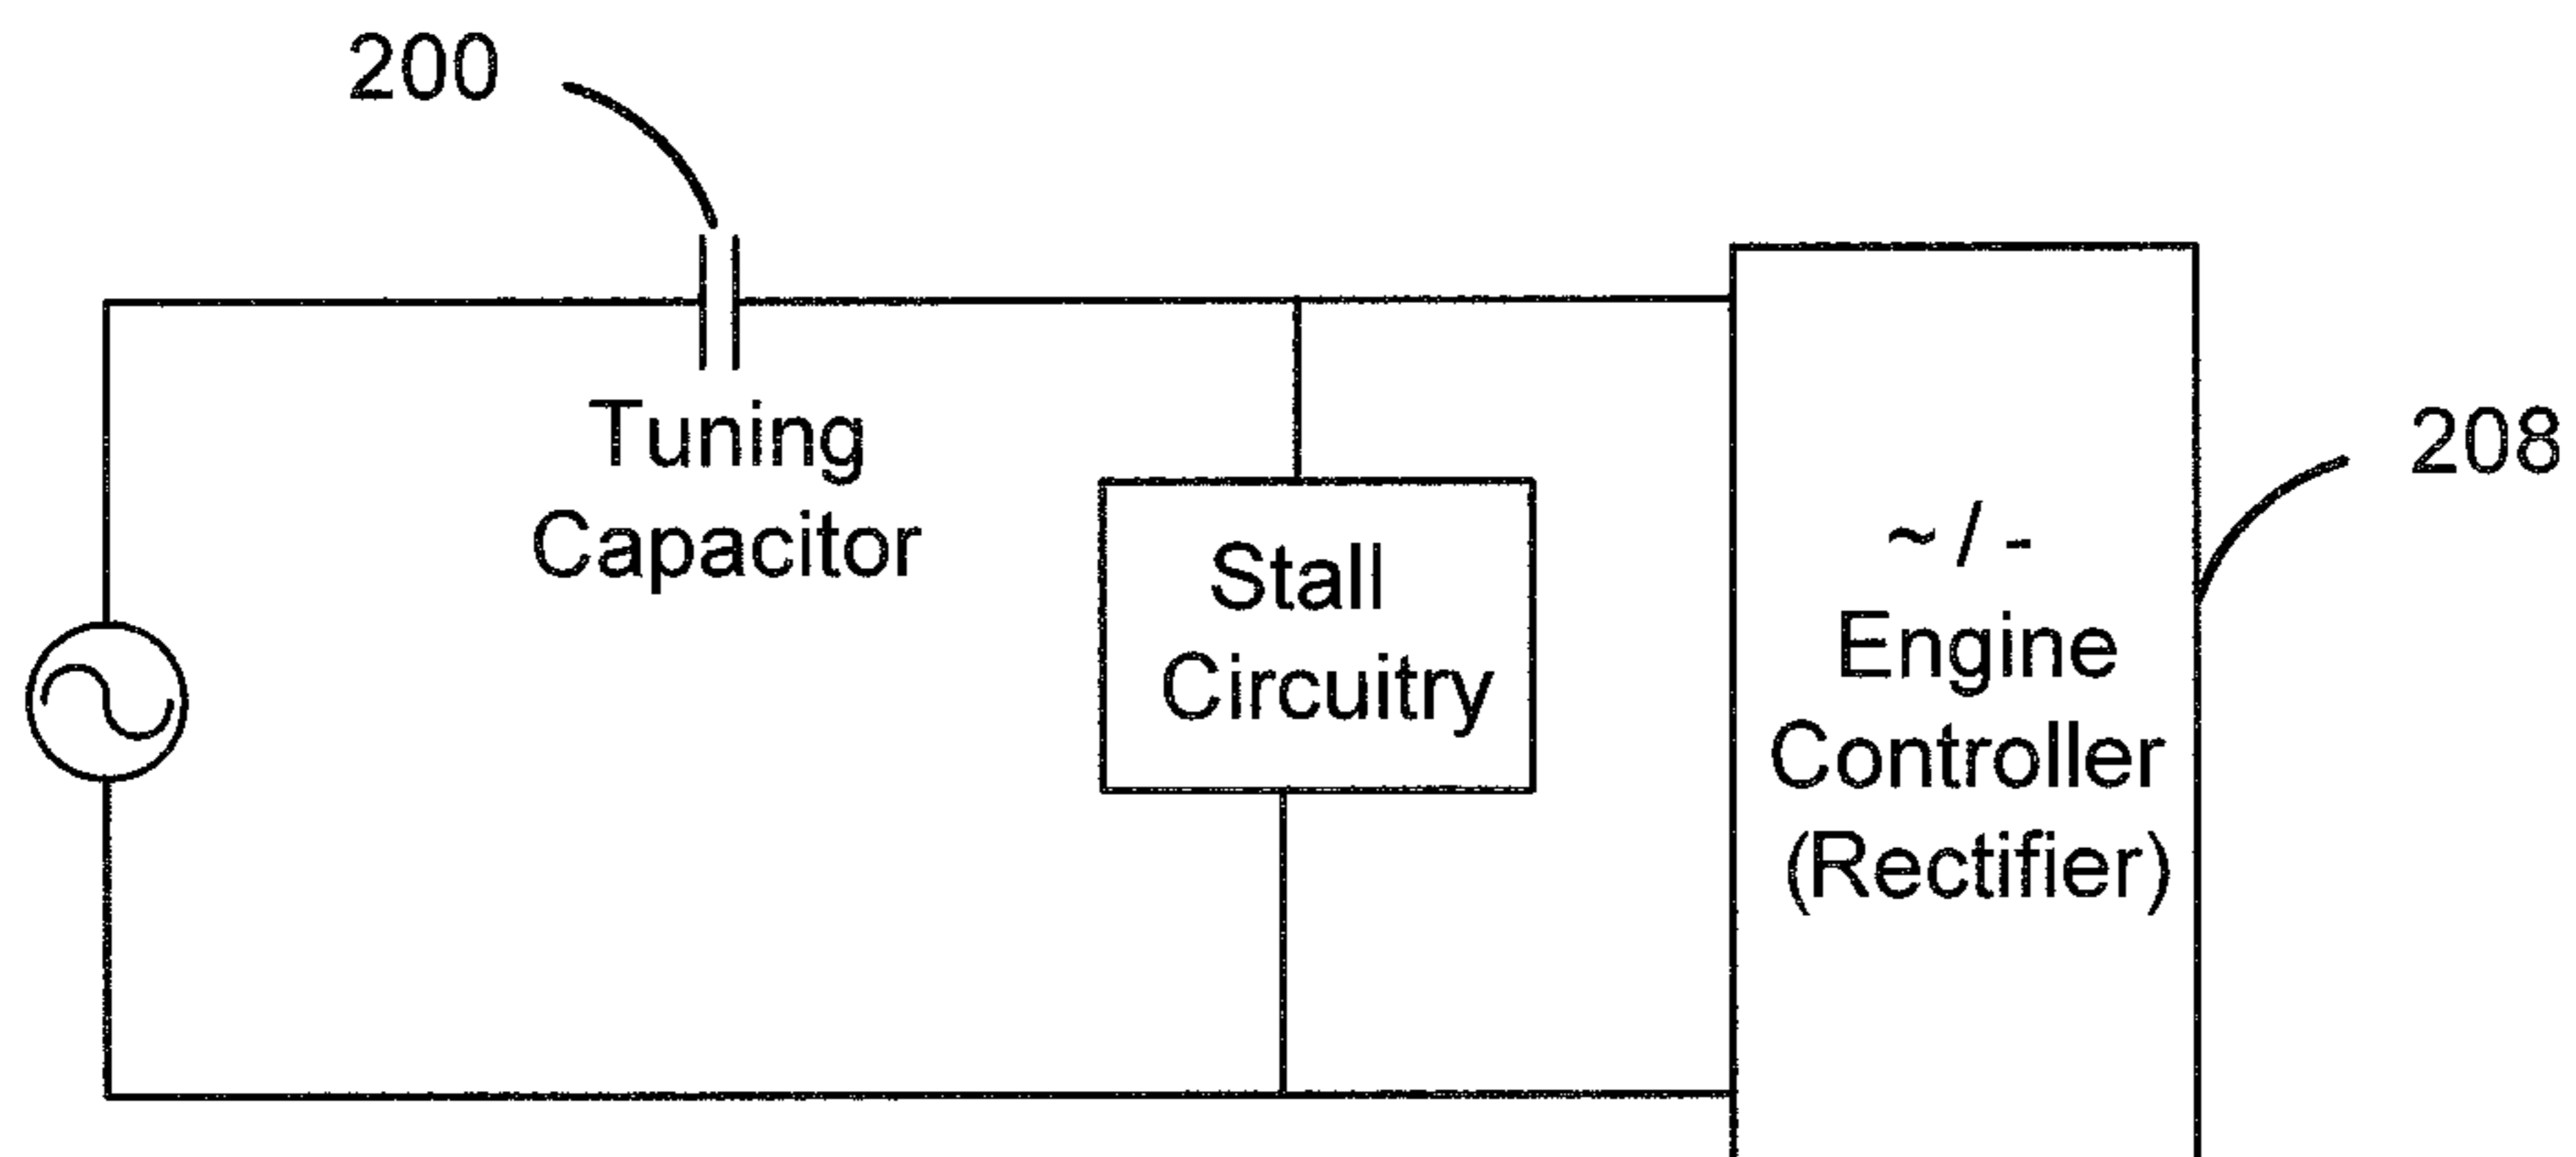 200
Tuning
Capacitor
Stall
Circuitry
~ / -
Engine
Controller
(Rectifier)
208